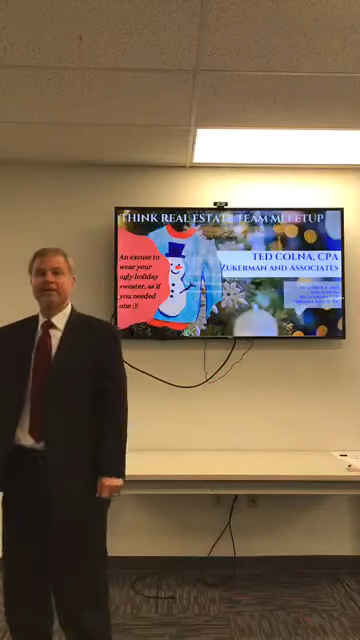 THINK REAL ESTATE TEAM MEETUP
An excuse to
wear your
ugly holiday
sweater, as if
you needed
one :)!
TED COLNA, CPA
ZUKERMAN AND ASSOCIATES